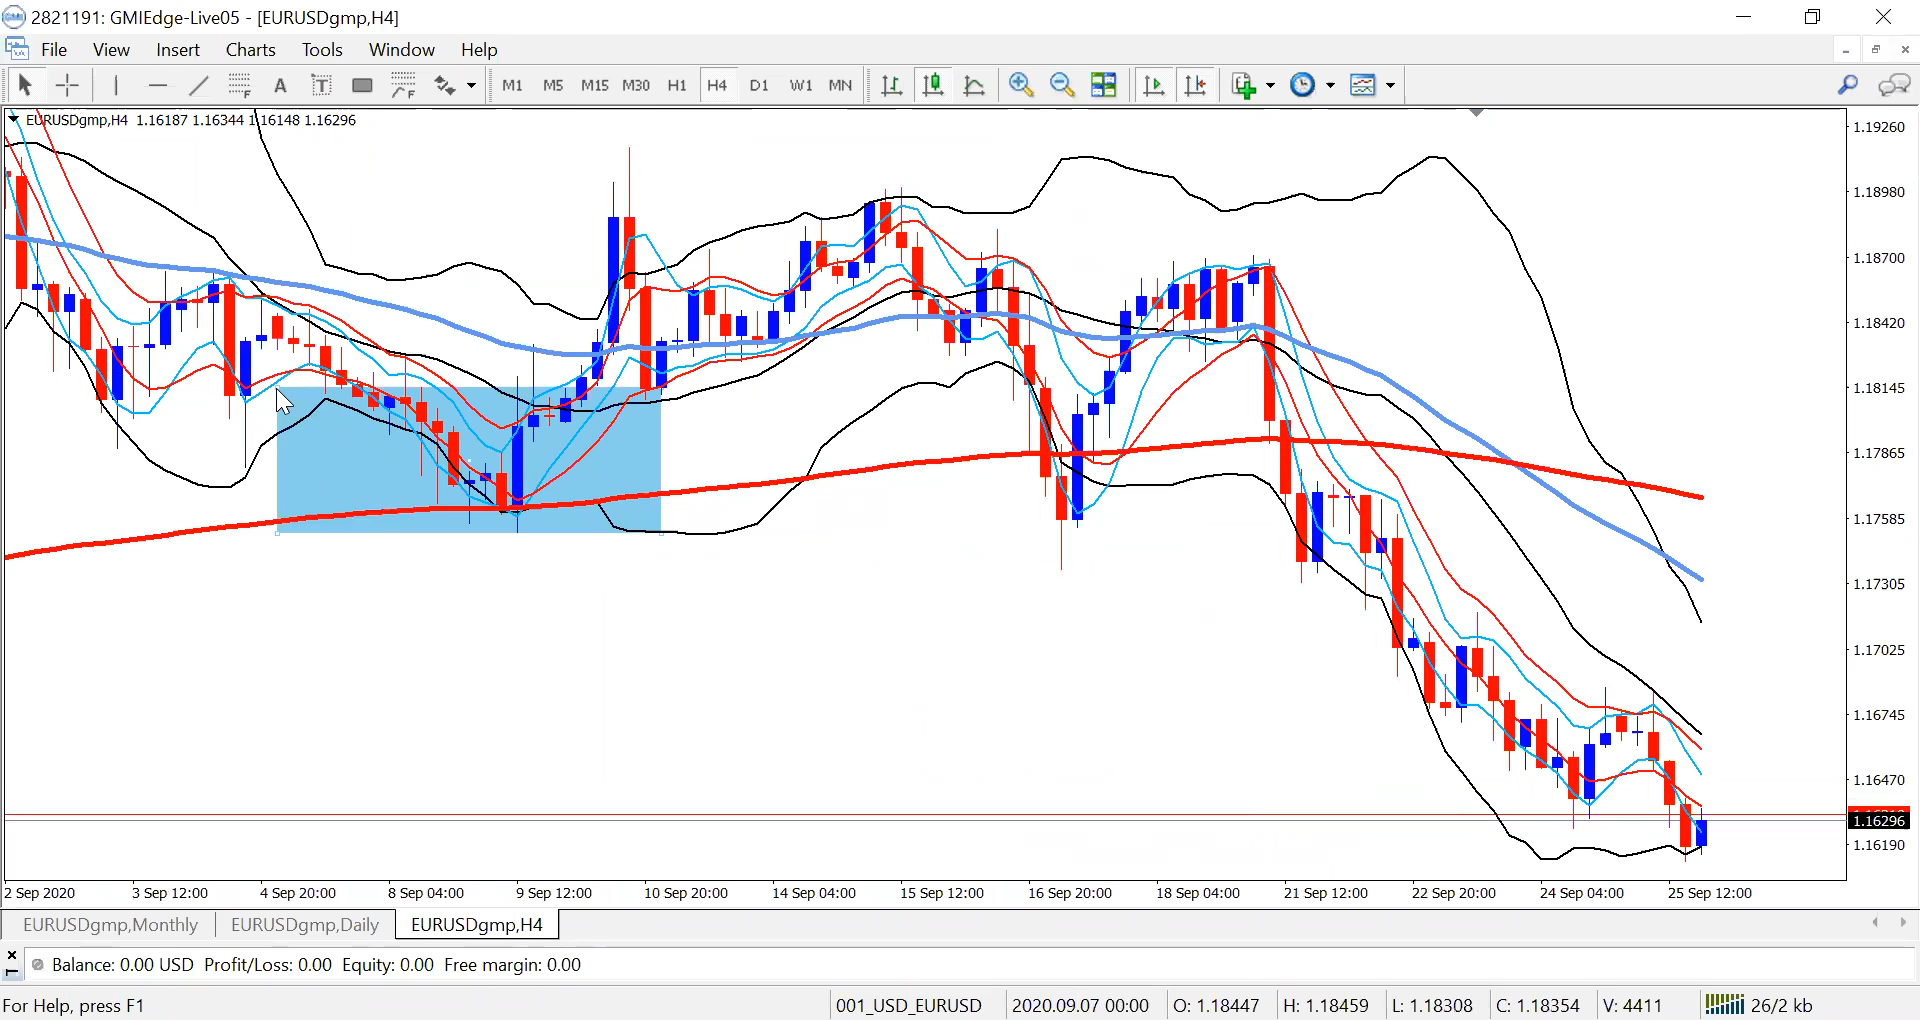 2821191: GMIEdge-Live05 - [EURUSDgmp,H4]
File View Insert Charts Tools Window Help
A T F F M1 M5 M15 M30 H1 H4 D1 W1 MN
EURUSDgmp,H4 1.16187 1.16344 1.16148 1.16296
1.19260
1.18980
1.18700
1.18420
1.18145
1.17865
1.17585
1.17305
1.17025
1.16745
1.16470
1.16296
1.16190
2 Sep 2020 3 Sep 12:00 4 Sep 20:00 8 Sep 04:00 9 Sep 12:00 10 Sep 20:00 14 Sep 04:00 15 Sep 12:00 16 Sep 20:00 18 Sep 04:00 21 Sep 12:00 22 Sep 20:00 24 Sep 04:00 25 Sep 12:00
EURUSDgmp,Monthly EURUSDgmp,Daily EURUSDgmp,H4
Balance: 0.00 USD Profit/Loss: 0.00 Equity: 0.00 Free margin: 0.00
For Help, press F1 001_USD_EURUSD 2020.09.07 00:00 O: 1.18447 H: 1.18459 L: 1.18308 C: 1.18354 V: 4411 26/2 kb